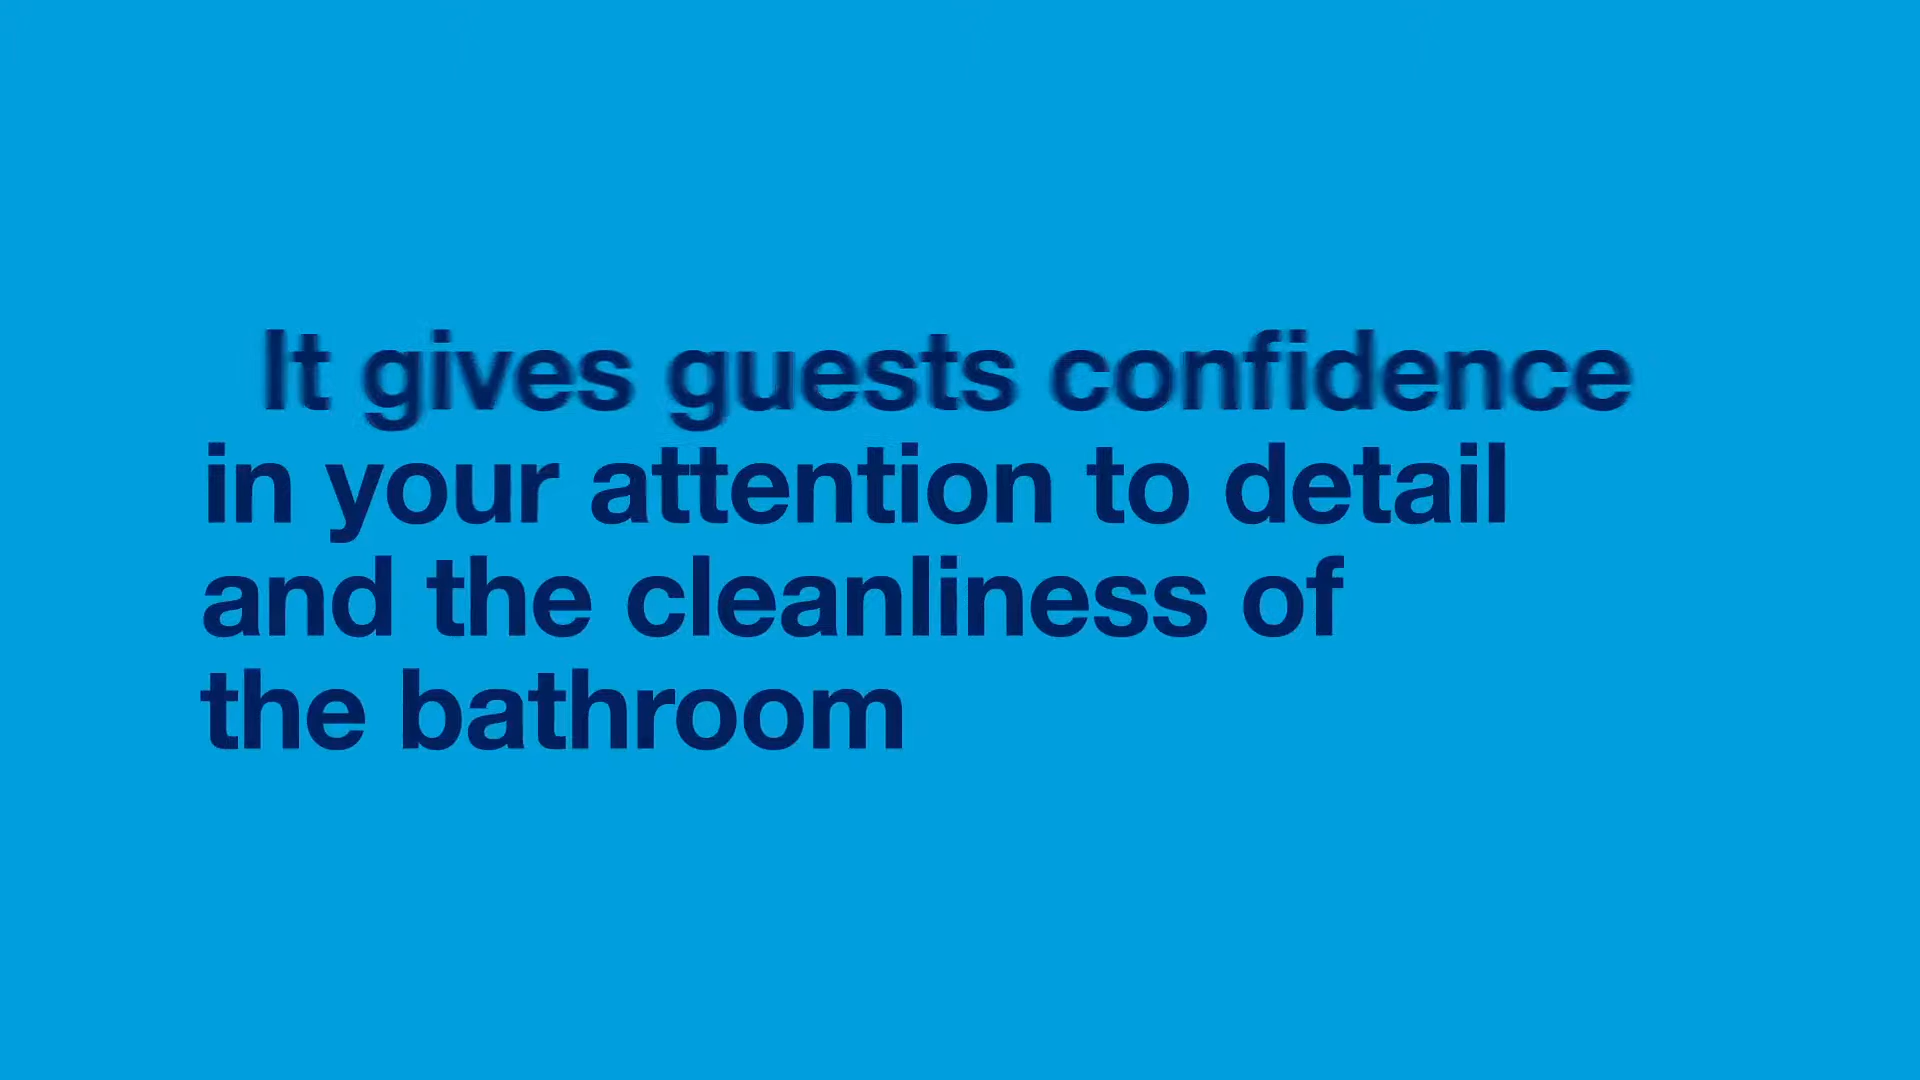 It gives guests confidence
in your attention to detail
and the cleanliness of
the bathroom